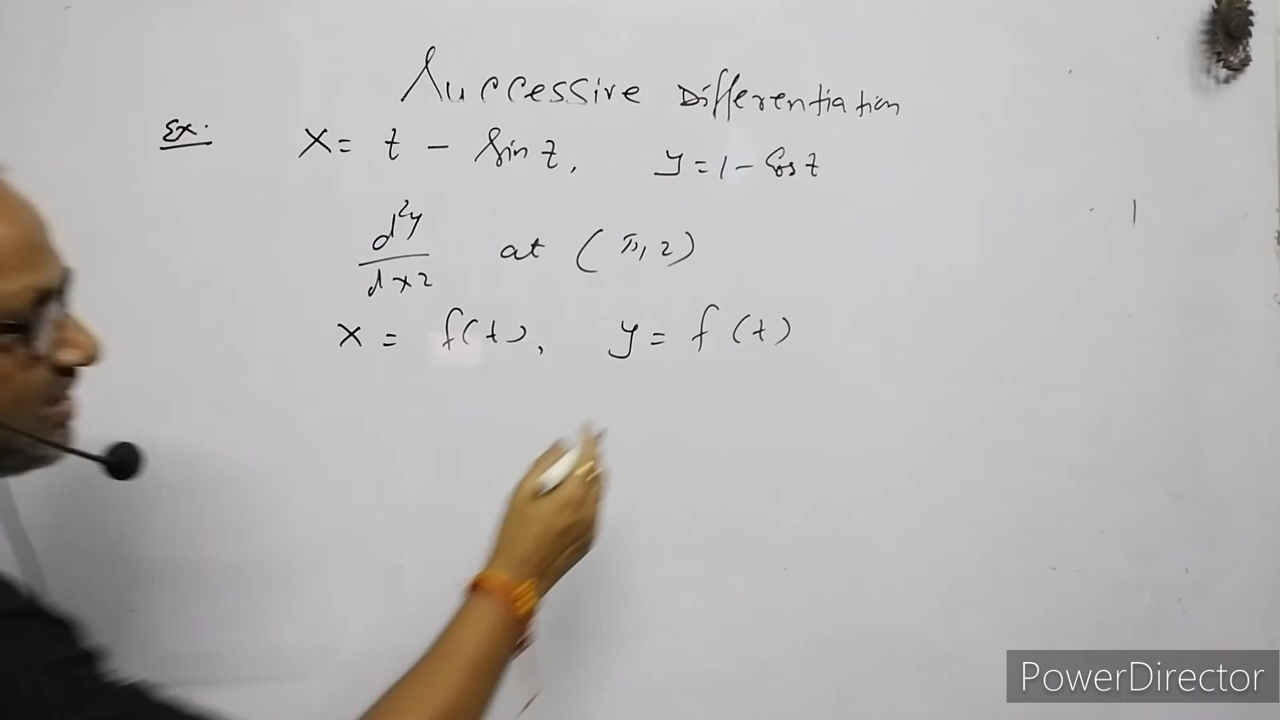 Successive Differentiation
Ex. x = t - sin t, y = 1 - cos t
d²y/dx² at (π, 2)
x = f(t), y = f(t)
PowerDirector